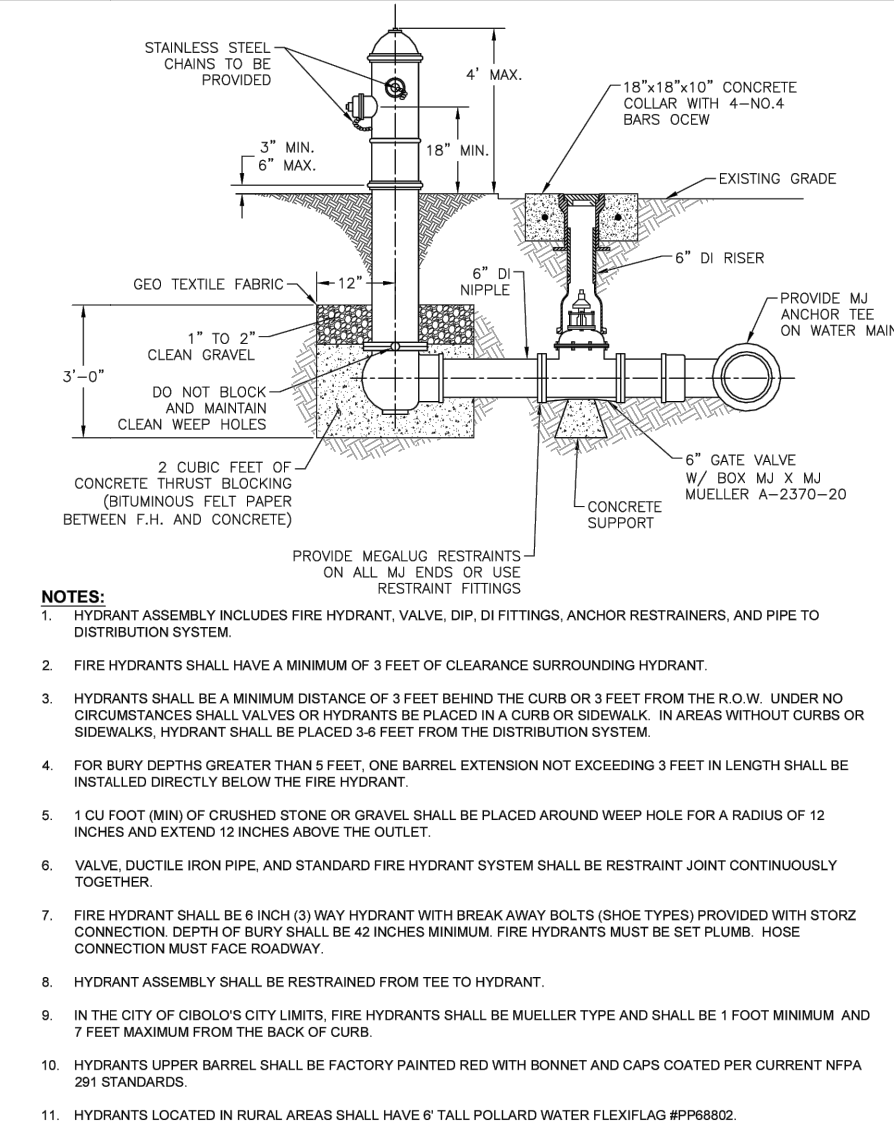 STAINLESS STEEL
CHAINS TO BE
PROVIDED
4' MAX.
18"x18"x10" CONCRETE
COLLAR WITH 4-NO.4
BARS OCEW
3" MIN.
6" MAX.
18" MIN.
EXISTING GRADE
GEO TEXTILE FABRIC
12"
6" DI
NIPPLE
6" DI RISER
PROVIDE MJ
ANCHOR TEE
ON WATER MAIN
1" TO 2"
CLEAN GRAVEL
3'-0"
DO NOT BLOCK
AND MAINTAIN
CLEAN WEEP HOLES
2 CUBIC FEET OF
CONCRETE THRUST BLOCKING
(BITUMINOUS FELT PAPER
BETWEEN F.H. AND CONCRETE)
6" GATE VALVE
W/ BOX MJ X MJ
MUELLER A-2370-20
CONCRETE
SUPPORT
PROVIDE MEGALUG RESTRAINTS
ON ALL MJ ENDS OR USE
RESTRAINT FITTINGS
NOTES:
1. HYDRANT ASSEMBLY INCLUDES FIRE HYDRANT, VALVE, DIP, DI FITTINGS, ANCHOR RESTRAINERS, AND PIPE TO
DISTRIBUTION SYSTEM.
2. FIRE HYDRANTS SHALL HAVE A MINIMUM OF 3 FEET OF CLEARANCE SURROUNDING HYDRANT.
3. HYDRANTS SHALL BE A MINIMUM DISTANCE OF 3 FEET BEHIND THE CURB OR 3 FEET FROM THE R.O.W. UNDER NO
CIRCUMSTANCES SHALL VALVES OR HYDRANTS BE PLACED IN A CURB OR SIDEWALK. IN AREAS WITHOUT CURBS OR
SIDEWALKS, HYDRANT SHALL BE PLACED 3-6 FEET FROM THE DISTRIBUTION SYSTEM.
4. FOR BURY DEPTHS GREATER THAN 5 FEET, ONE BARREL EXTENSION NOT EXCEEDING 3 FEET IN LENGTH SHALL BE
INSTALLED DIRECTLY BELOW THE FIRE HYDRANT.
5. 1 CU FOOT (MIN) OF CRUSHED STONE OR GRAVEL SHALL BE PLACED AROUND WEEP HOLE FOR A RADIUS OF 12
INCHES AND EXTEND 12 INCHES ABOVE THE OUTLET.
6. VALVE, DUCTILE IRON PIPE, AND STANDARD FIRE HYDRANT SYSTEM SHALL BE RESTRAINT JOINT CONTINUOUSLY
TOGETHER.
7. FIRE HYDRANT SHALL BE 6 INCH (3) WAY HYDRANT WITH BREAK AWAY BOLTS (SHOE TYPES) PROVIDED WITH STORZ
CONNECTION. DEPTH OF BURY SHALL BE 42 INCHES MINIMUM. FIRE HYDRANTS MUST BE SET PLUMB. HOSE
CONNECTION MUST FACE ROADWAY.
8. HYDRANT ASSEMBLY SHALL BE RESTRAINED FROM TEE TO HYDRANT.
9. IN THE CITY OF CIBOLO'S CITY LIMITS, FIRE HYDRANTS SHALL BE MUELLER TYPE AND SHALL BE 1 FOOT MINIMUM AND
7 FEET MAXIMUM FROM THE BACK OF CURB.
10. HYDRANTS UPPER BARREL SHALL BE FACTORY PAINTED RED WITH BONNET AND CAPS COATED PER CURRENT NFPA
291 STANDARDS.
11. HYDRANTS LOCATED IN RURAL AREAS SHALL HAVE 6' TALL POLLARD WATER FLEXIFLAG #PP68802.